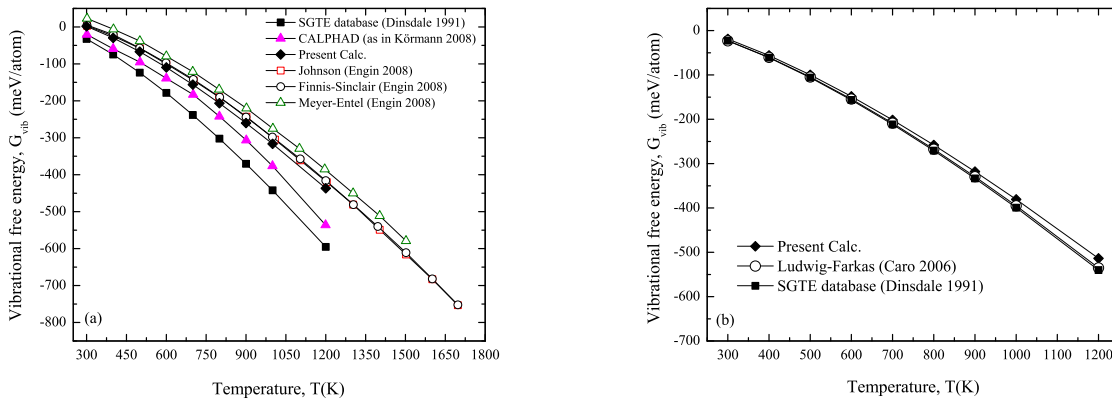 Vibrational free energy, G_vib (meV/atom)
0
-100
-200
-300
-400
-500
-600
-700
-800
SGTE database (Dinsdale 1991)
CALPHAD (as in Körmann 2008)
Present Calc.
Johnson (Engin 2008)
Finnis-Sinclair (Engin 2008)
Meyer-Entel (Engin 2008)
(a)
300 450 600 750 900 1050 1200 1350 1500 1650 1800
Temperature, T(K)
Vibrational free energy, G_vib (meV/atom)
0
-100
-200
-300
-400
-500
-600
-700
Present Calc.
Ludwig-Farkas (Caro 2006)
SGTE database (Dinsdale 1991)
(b)
300 400 500 600 700 800 900 1000 1100 1200
Temperature, T(K)